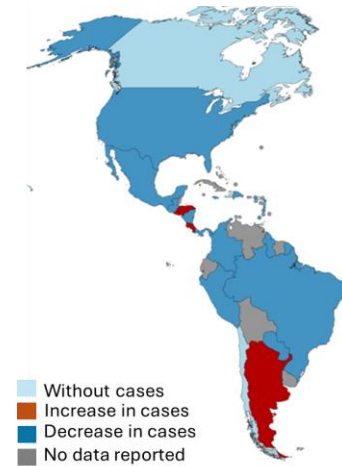 Without cases
Increase in cases
Decrease in cases
No data reported